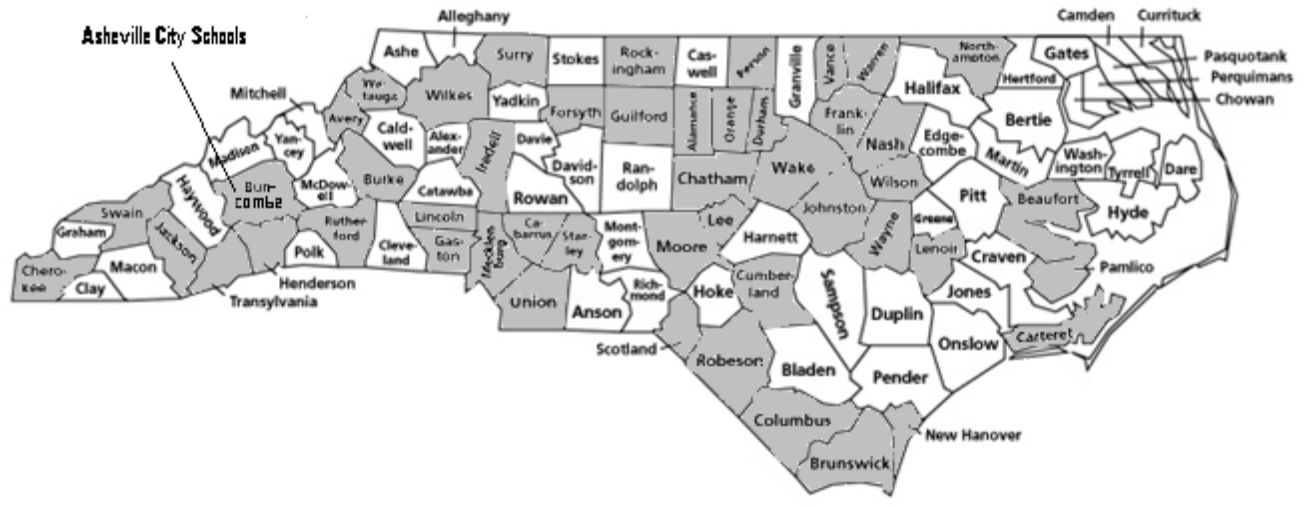 Alleghany
Camden
Currituck
Asheville City Schools
Ashe
Surry
Stokes
Rock-
ingham
Cas-
well
Person
Granville
Vance
Warren
North-
ampton
Gates
Pasquotank
Hertford
Perquimans
Chowan
Mitchell
Wa-
tauga
Wilkes
Yadkin
Forsyth
Guilford
Alamance
Orange
Durham
Frank-
lin
Halifax
Bertie
Avery
Cald-
well
Alex-
ander
Iredell
Davie
David-
son
Ran-
dolph
Chatham
Wake
Nash
Edge-
combe
Martin
Wash-
ington
Tyrrell
Dare
Madison
Yan-
cey
McDow-
ell
Burke
Catawba
Rowan
Wilson
Pitt
Beaufort
Hyde
Haywood
Bun-
combe
Swain
Graham
Jackson
Ruther-
ford
Lincoln
Cleve-
land
Gas-
ton
Mecklen-
burg
Ca-
barrus
Stan-
ley
Mont-
gom-
ery
Moore
Lee
Harnett
Johnston
Wayne
Greene
Lenoir
Craven
Pamlico
Chero-
kee
Clay
Macon
Transylvania
Henderson
Polk
Union
Anson
Rich-
mond
Hoke
Cumber-
land
Sampson
Duplin
Jones
Onslow
Carteret
Scotland
Robeson
Bladen
Pender
Columbus
Brunswick
New Hanover